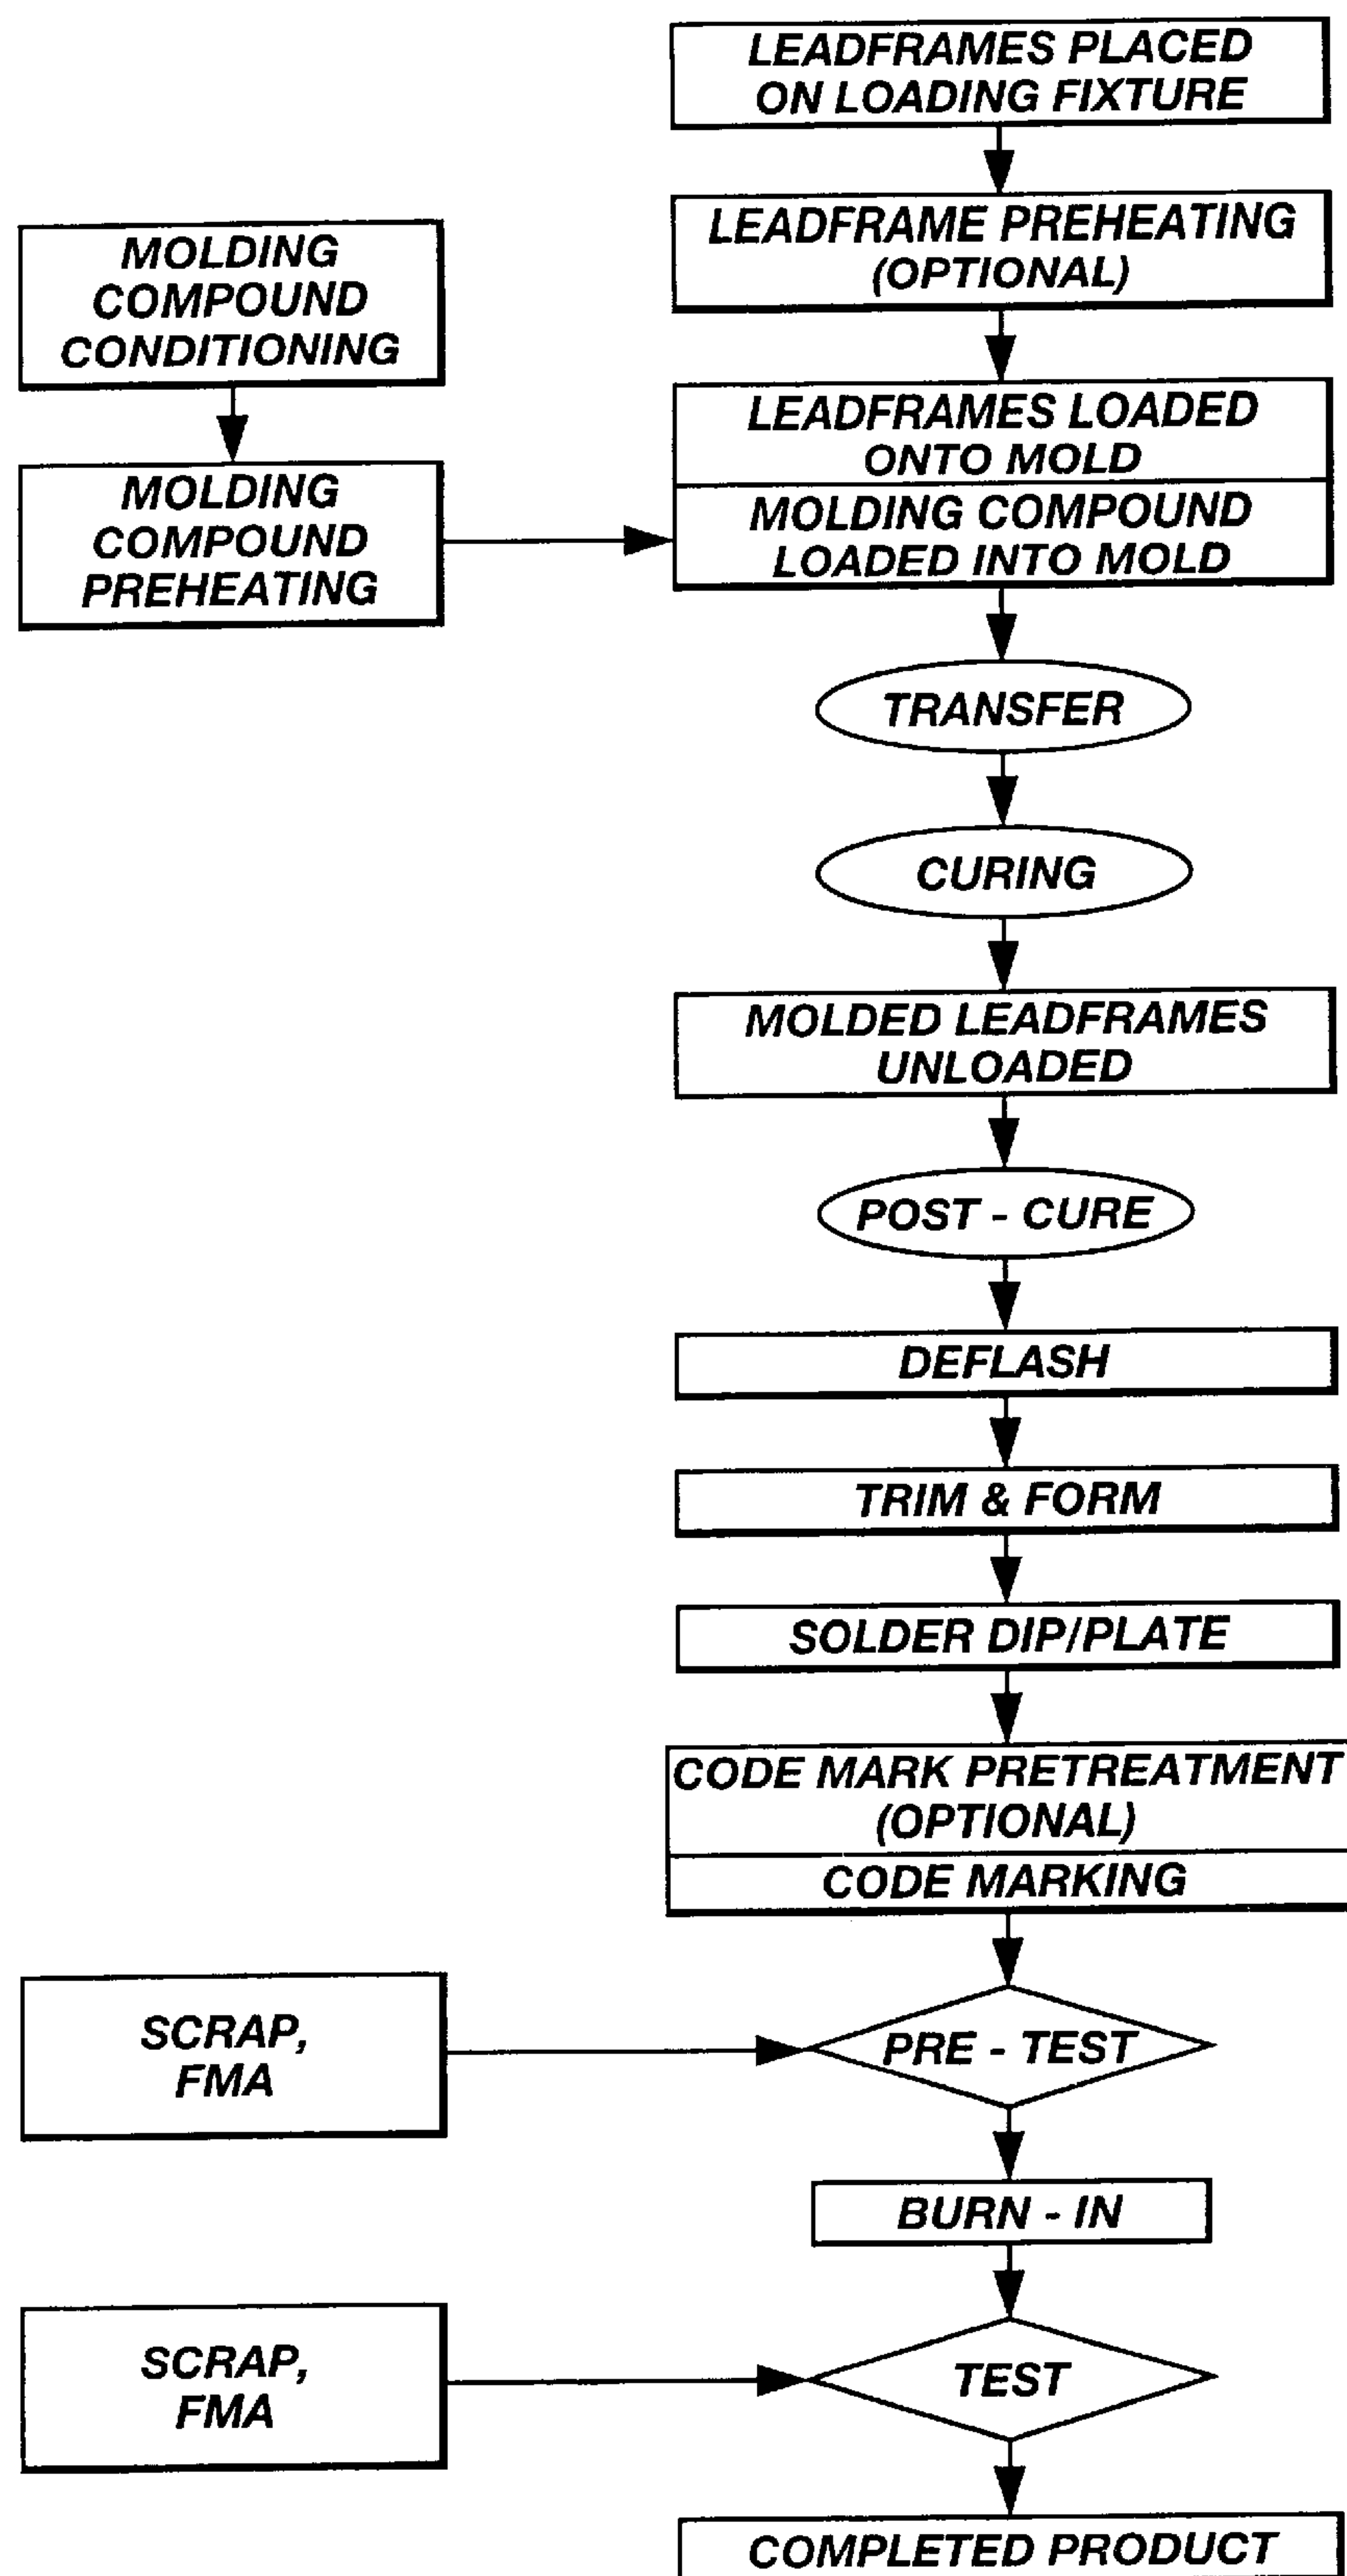 LEADFRAMES PLACED
ON LOADING FIXTURE
LEADFRAME PREHEATING
(OPTIONAL)
MOLDING
COMPOUND
CONDITIONING
LEADFRAMES LOADED
ONTO MOLD
MOLDING
COMPOUND
PREHEATING
MOLDING COMPOUND
LOADED INTO MOLD
TRANSFER
CURING
MOLDED LEADFRAMES
UNLOADED
POST - CURE
DEFLASH
TRIM & FORM
SOLDER DIP/PLATE
CODE MARK PRETREATMENT
(OPTIONAL)
CODE MARKING
SCRAP,
FMA
PRE - TEST
BURN - IN
SCRAP,
FMA
TEST
COMPLETED PRODUCT